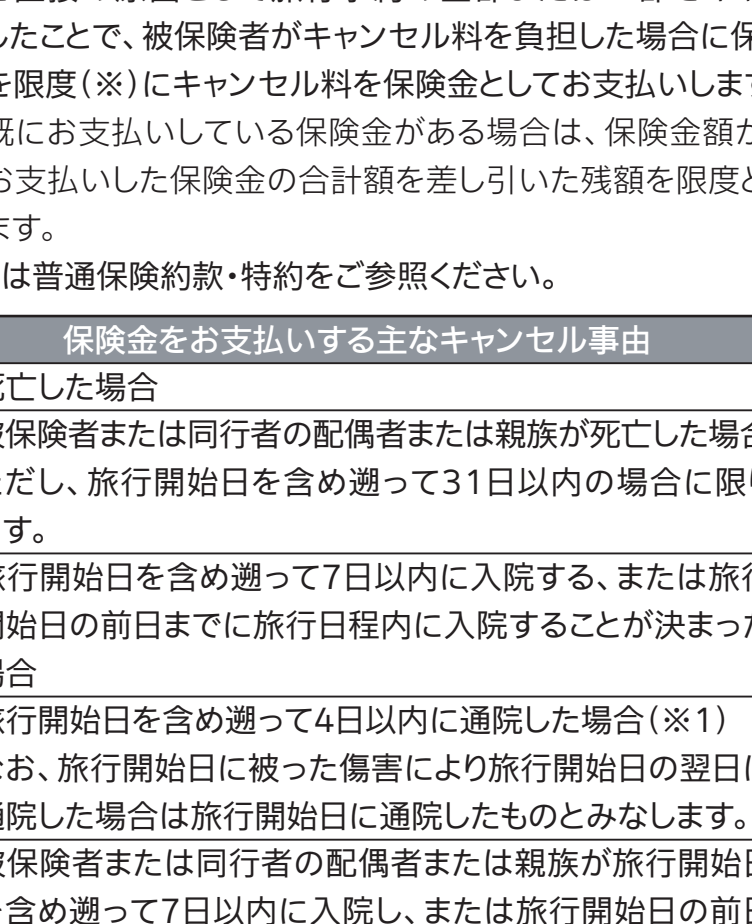 したことで、被保険者がキャンセル料を負担した場合に保
を限度(※)にキャンセル料を保険金としてお支払いします
既にお支払いしている保険金がある場合は、保険金額か
お支払いした保険金の合計額を差し引いた残額を限度と
ます。
は普通保険約款・特約をご参照ください。
保険金をお支払いする主なキャンセル事由
死亡した場合
被保険者または同行者の配偶者または親族が死亡した場合
ただし、旅行開始日を含め遡って31日以内の場合に限り
す。
旅行開始日を含め遡って7日以内に入院する、または旅行
開始日の前日までに旅行日程内に入院することが決まった
場合
旅行開始日を含め遡って4日以内に通院した場合(※1)
なお、旅行開始日に被った傷害により旅行開始日の翌日に
通院した場合は旅行開始日に通院したものとみなします。
被保険者または同行者の配偶者または親族が旅行開始日
を含め遡って7日以内に入院し、または旅行開始日の前日